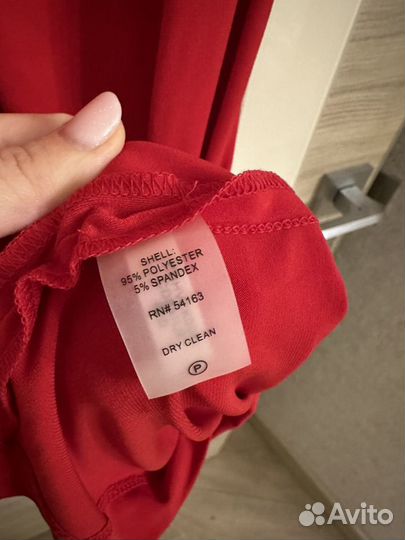 SHELL:
95% POLYESTER
5% SPANDEX
RN# 54163
DRY CLEAN
P
Avito